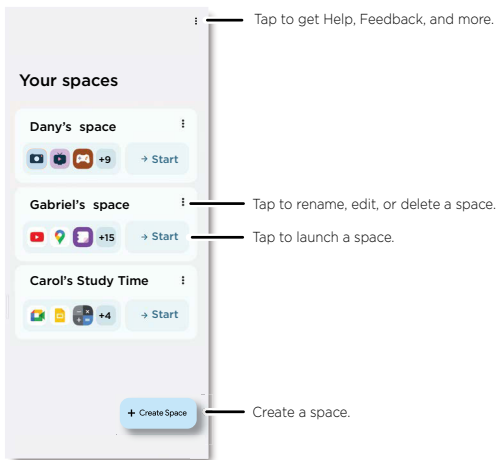 Tap to get Help, Feedback, and more.
Your spaces
Dany's space
+9 → Start
Gabriel's space
Tap to rename, edit, or delete a space.
+15 → Start
Tap to launch a space.
Carol's Study Time
+4 → Start
+ Create Space
Create a space.